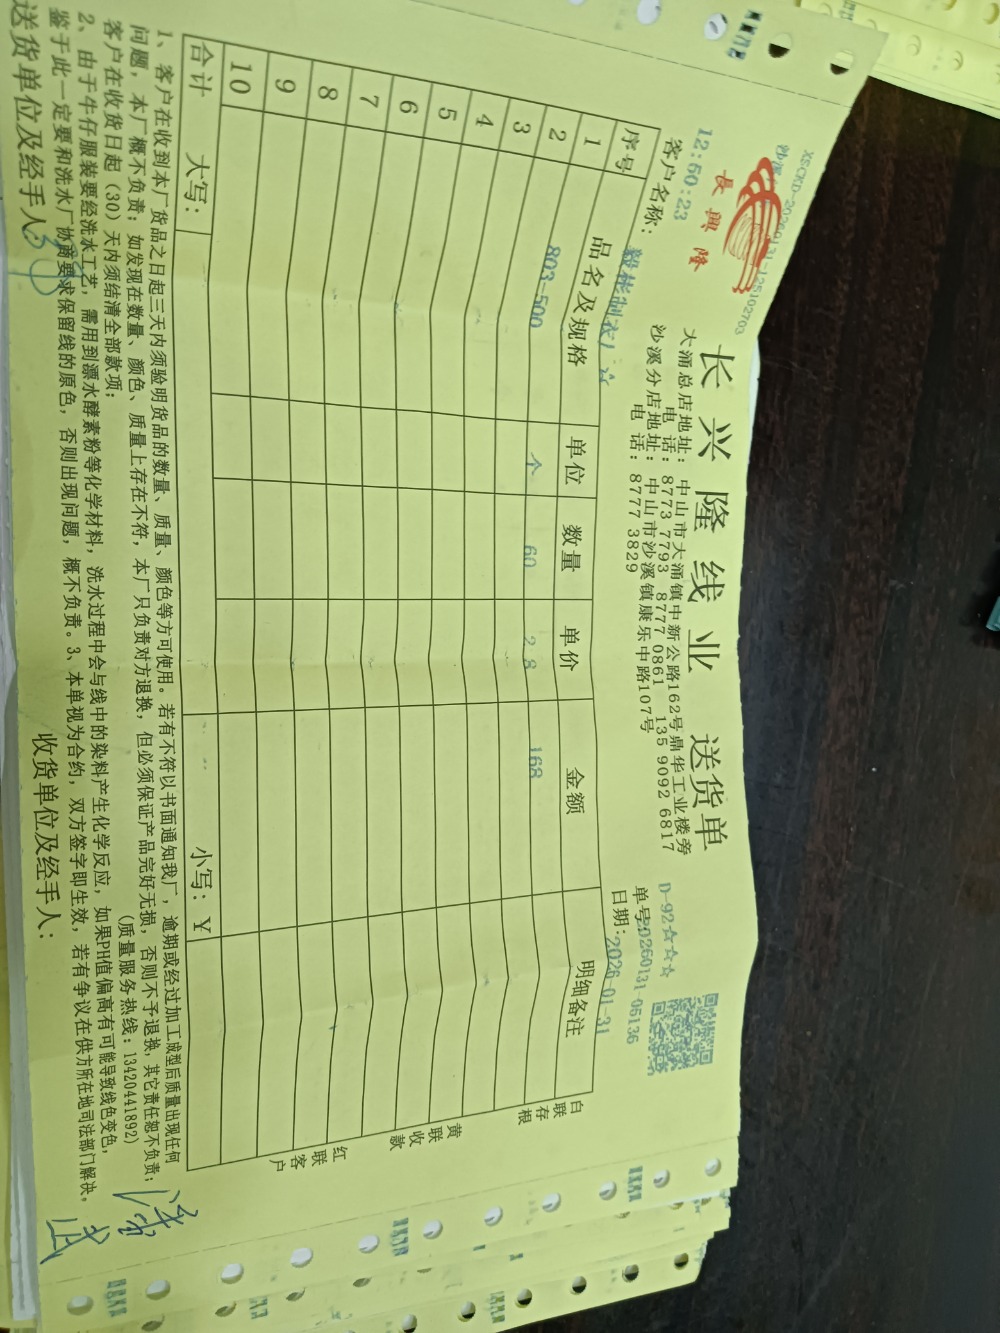 長興隆
12:50:23
长兴隆线业 送货单
大涌总店地址：中山市大涌镇中新公路162号鼎华工业楼旁
电话：8773 7793 8777 0861 135 9092 6817
沙溪分店地址：中山市沙溪镇康乐中路107号
电话：8777 3829
D-92☆☆☆
单号：20260131-05136
客户名称：毅彬制衣厂☆
日期：2026-01-31
序号 品名及规格 单位 数量 单价 金额 明细备注
1 803-500 个 60 2.8 168
2
3
4
5
6
7
8
9
10
合计 大写： 小写：¥
白联存根
黄联收款
红联客户
1、客户在收到本厂货品之日起三天内须验明货品的数量、质量、颜色等方可使用。若有不符以书面通知我厂，逾期或经过加工成型后质量出现任何
问题，本厂概不负责；如发现在数量、颜色、质量上存在不符，本厂只负责对方退换，但必须保证产品完好无损，否则不予退换，其它责任恕不负责；
客户在收货日起（30）天内须结清全部款项；
（质量服务热线：13420441892）
2、由于牛仔服装要经洗水工艺，需用到漂水酵素粉等化学材料，洗水过程中会与线中的染料产生化学反应，如果PH值偏高有可能导致线色变色，
鉴于此一定要和洗水厂协商要求保留线的原色，否则出现问题，概不负责。3、本单视为合约，双方签字即生效，若有争议在供方所在地司法部门解决。
送货单位及经手人：
收货单位及经手人：